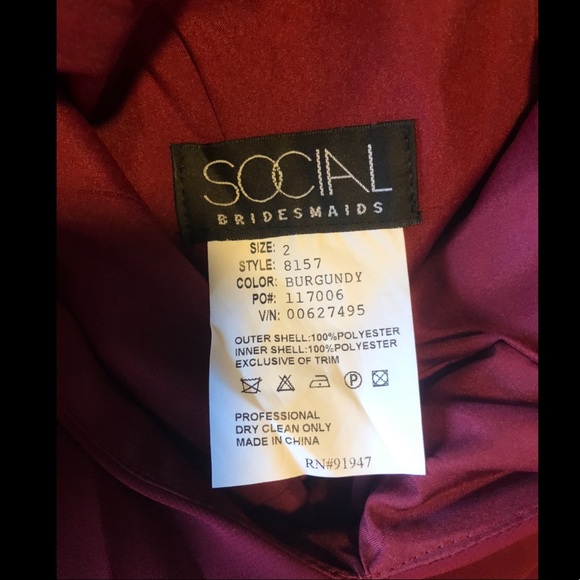 SOCIAL
BRIDESMAIDS
SIZE: 2
STYLE: 8157
COLOR: BURGUNDY
PO#: 117006
V/N: 00627495
OUTER SHELL:100%POLYESTER
INNER SHELL:100%POLYESTER
EXCLUSIVE OF TRIM
P
PROFESSIONAL
DRY CLEAN ONLY
MADE IN CHINA
RN#91947